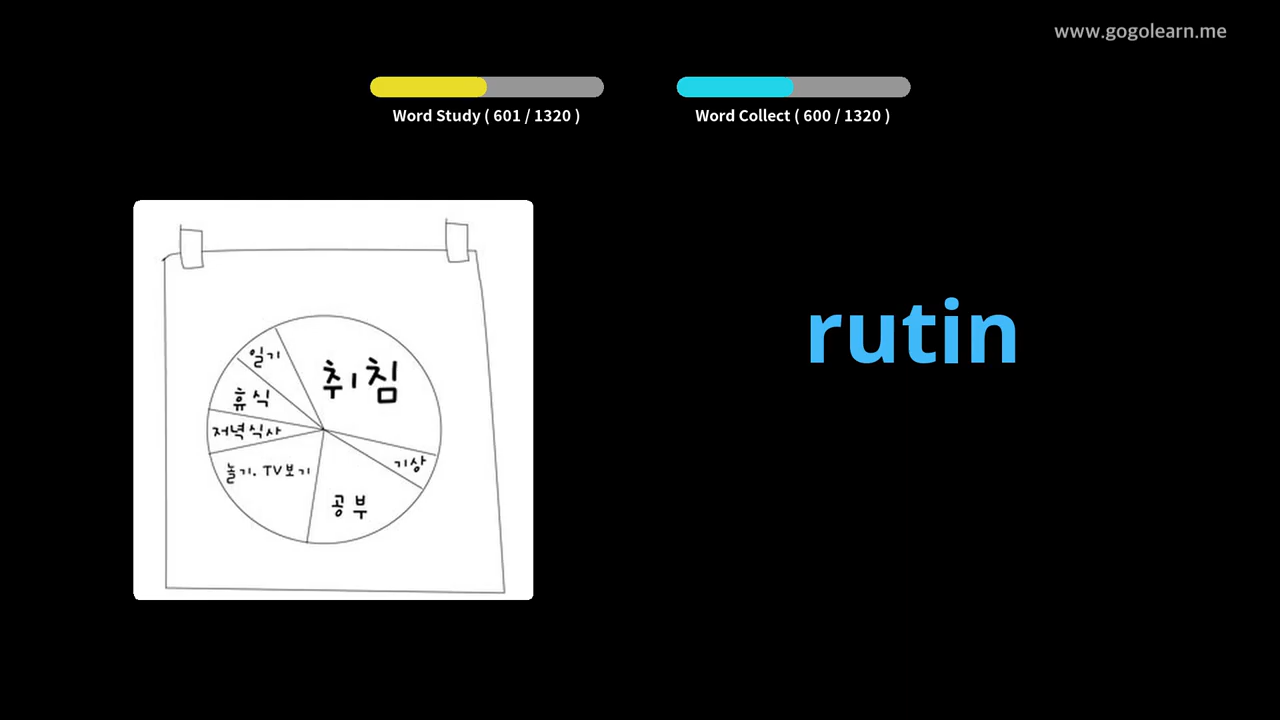 www.gogolearn.me
Word Study ( 601 / 1320 )
Word Collect ( 600 / 1320 )
rutin
일기
취침
휴식
저녁식사
기상
놀기. TV보기
공부